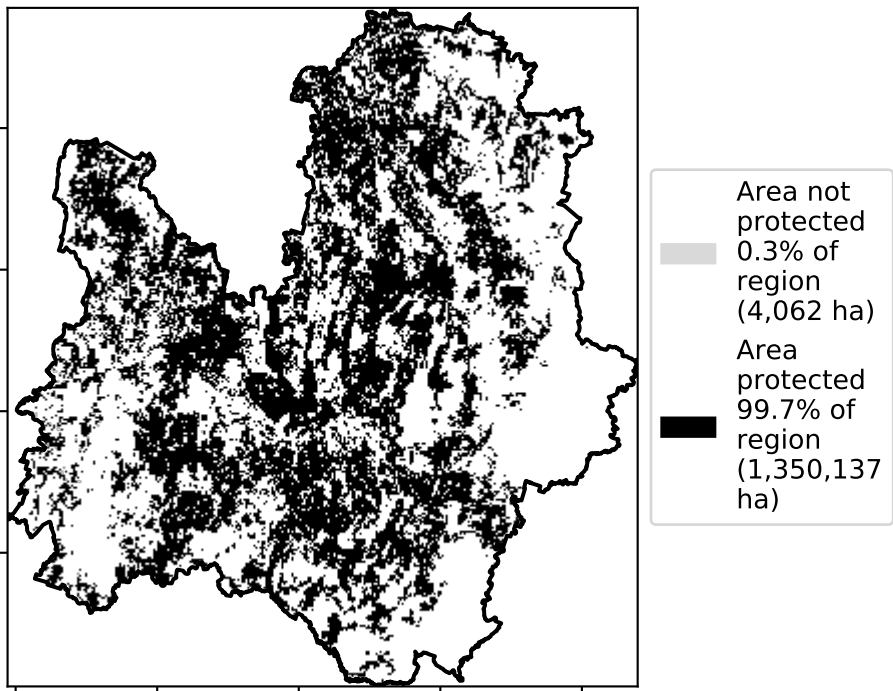 Area not
protected
0.3% of
region
(4,062 ha)
Area
protected
99.7% of
region
(1,350,137
ha)